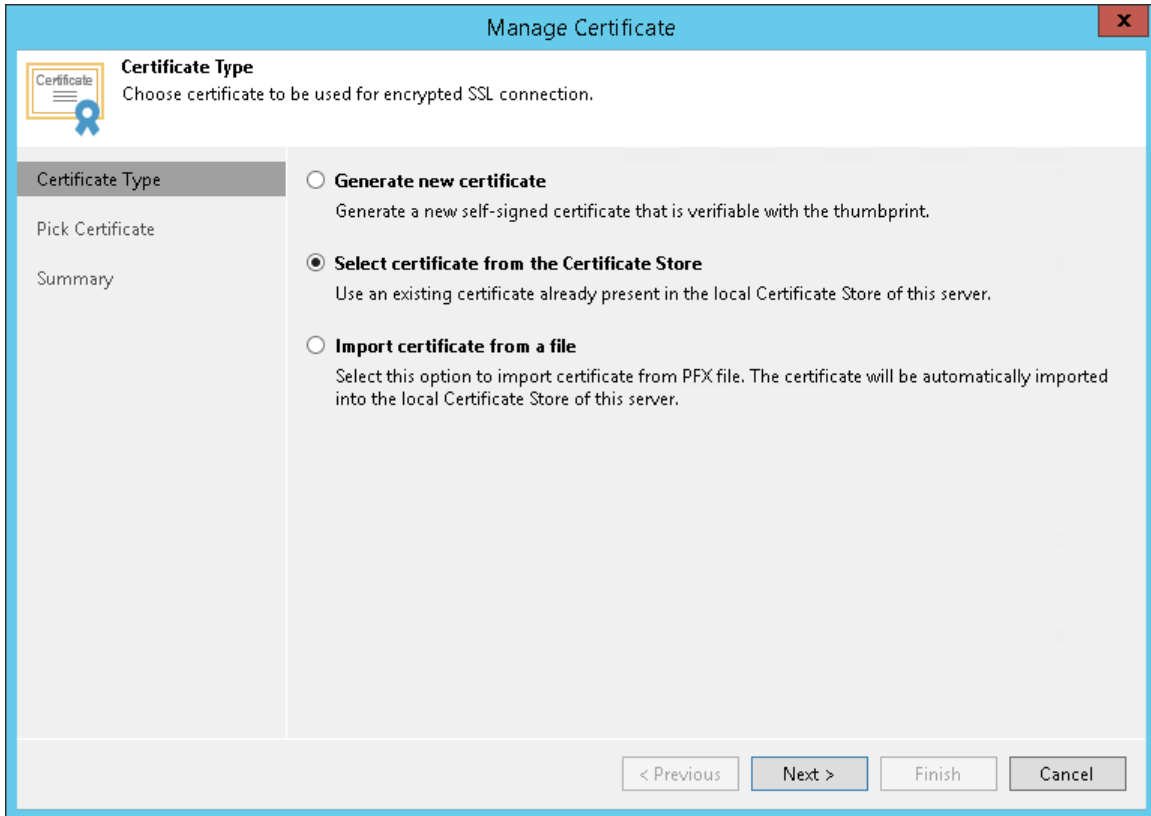 Manage Certificate
x
Certificate
Certificate Type
Choose certificate to be used for encrypted SSL connection.
Certificate Type
Pick Certificate
Summary
Generate new certificate
Generate a new self-signed certificate that is verifiable with the thumbprint.
Select certificate from the Certificate Store
Use an existing certificate already present in the local Certificate Store of this server.
Import certificate from a file
Select this option to import certificate from PFX file. The certificate will be automatically imported
into the local Certificate Store of this server.
< Previous
Next >
Finish
Cancel